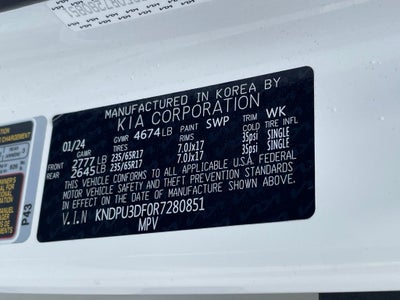 MANUFACTURED IN KOREA BY
KIA CORPORATION
01/24 GVWR 4674 LB PAINT SWP TRIM WK
GAWR TIRES RIMS COLD TIRE INFL
FRONT 2777 LB 235/65R17 7.0Jx17 35psi SINGLE
REAR 2645 LB 235/65R17 7.0Jx17 35psi SINGLE
THIS VEHICLE CONFORMS TO ALL APPLICABLE U.S.A FEDERAL
MOTOR VEHICLE SAFETY AND THEFT PREVENTION STANDARDS
IN EFFECT ON THE DATE OF MANUFACTURE SHOWN ABOVE.
V.I.N KNDPU3DF0R7280851
MPV
P43